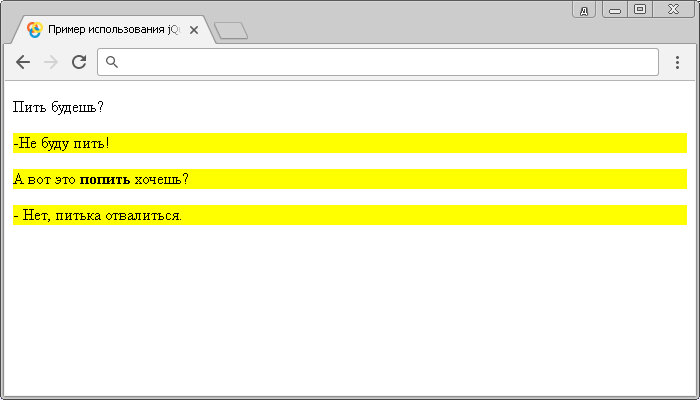 д
Пример использования jQ
Пить будешь?
-Не буду пить!
А вот это попить хочешь?
- Нет, питька отвалиться.